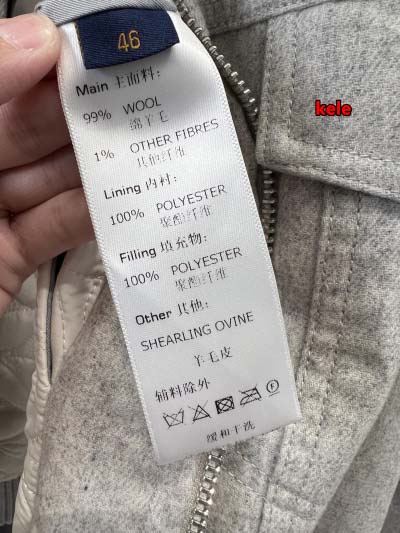 46
kele
Main 主面料:
99% WOOL
绵羊毛
1% OTHER FIBRES
其他纤维
Lining 内衬:
100% POLYESTER
聚酯纤维
Filling 填充物:
100% POLYESTER
聚酯纤维
Other 其他:
SHEARLING OVINE
羊毛皮
辅料除外
缓和干洗